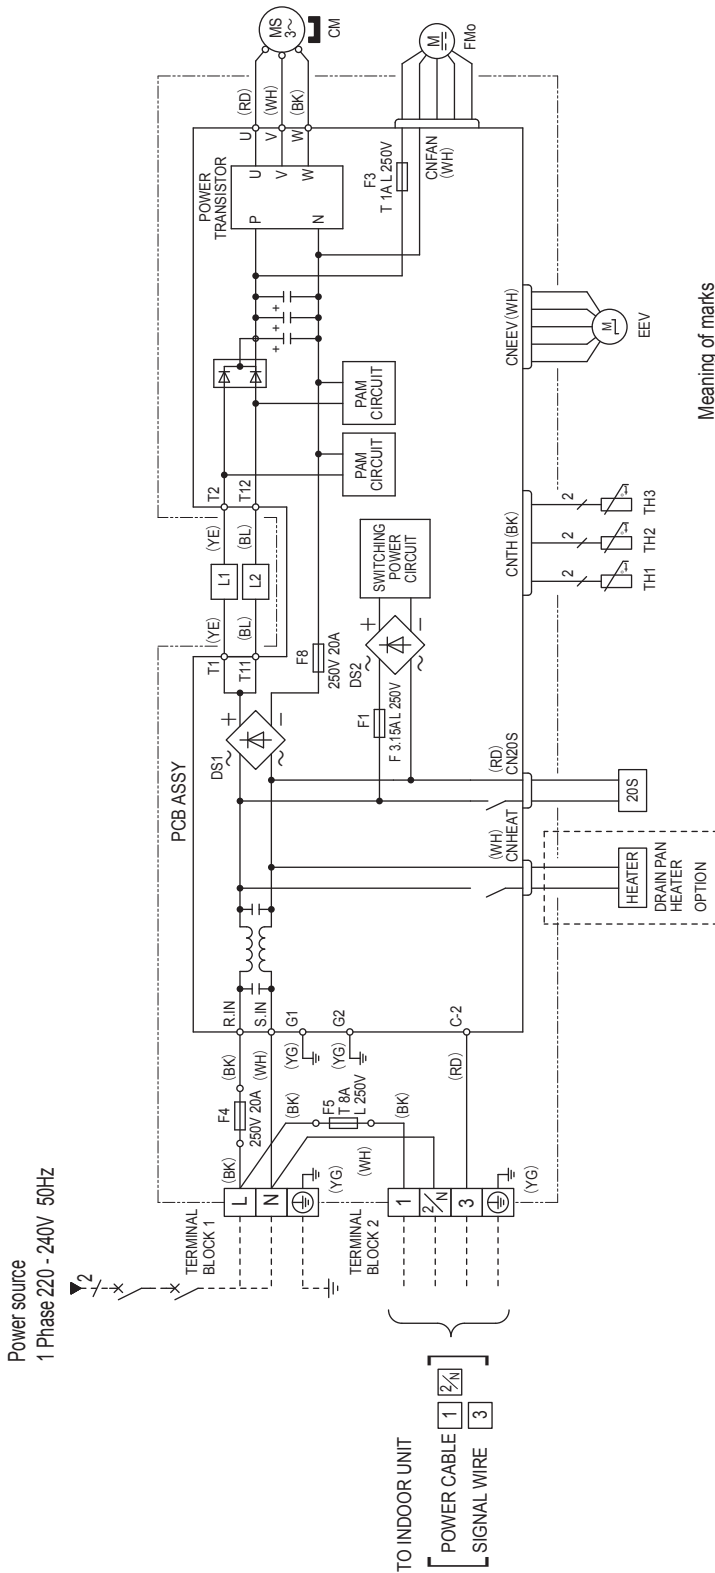 Power source
1 Phase 220 - 240V 50Hz
2
TERMINAL
BLOCK 1
L
N
(YG)
TERMINAL
BLOCK 2
1
2/N
3
(YG)
TO INDOOR UNIT
POWER CABLE 1 2/N
SIGNAL WIRE 3
(BK)
F4
250V 20A
(BK)
(WH)
(BK)
F5
T 8A
L 250V
(WH)
(BK)
(YG)
(YG)
(RD)
PCB ASSY
R.IN
S.IN
G1
G2
C-2
DS1
+
−
~
~
T1
T11
(YE)
(BL)
L1
L2
(YE)
(BL)
T2
T12
F8
250V 20A
F1
F 3.15A L 250V
DS2
+
−
~
~
SWITCHING
POWER
CIRCUIT
PAM
CIRCUIT
PAM
CIRCUIT
+
+
+
POWER
TRANSISTOR
P
N
U
V
W
U
V
W
(RD)
(WH)
(BK)
MS
3~
CM
F3
T 1A L 250V
CNFAN
(WH)
M
FMo
(WH)
CNHEAT
(RD)
CN20S
HEATER
DRAIN PAN
HEATER
OPTION
20S
CNTH (BK)
2
2
2
TH1
TH2
TH3
CNEEV (WH)
M
EEV
Meaning of marks